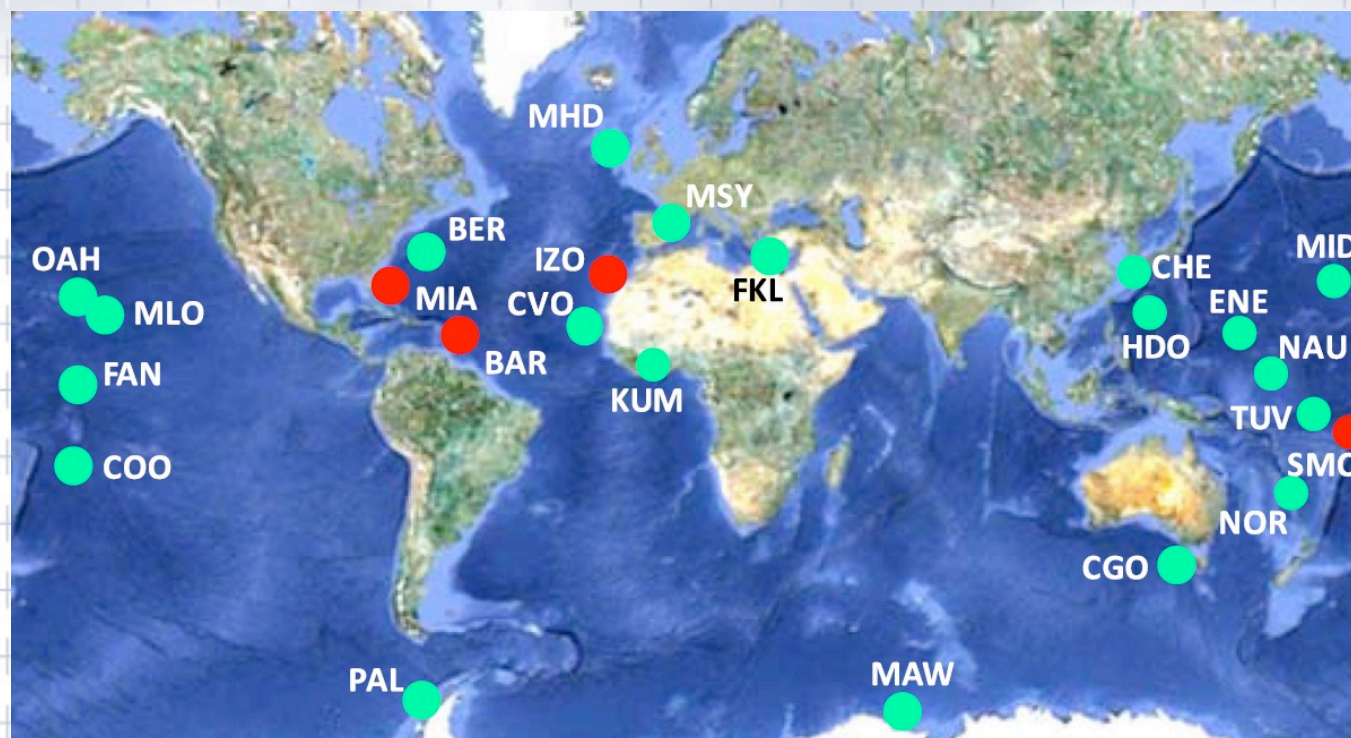 MHD
MSY
BER
OAH
IZO
MID
CHE
FKL
MIA
CVO
ENE
MLO
HDO
NAU
BAR
FAN
KUM
TUV
COO
SMO
NOR
CGO
MAW
PAL